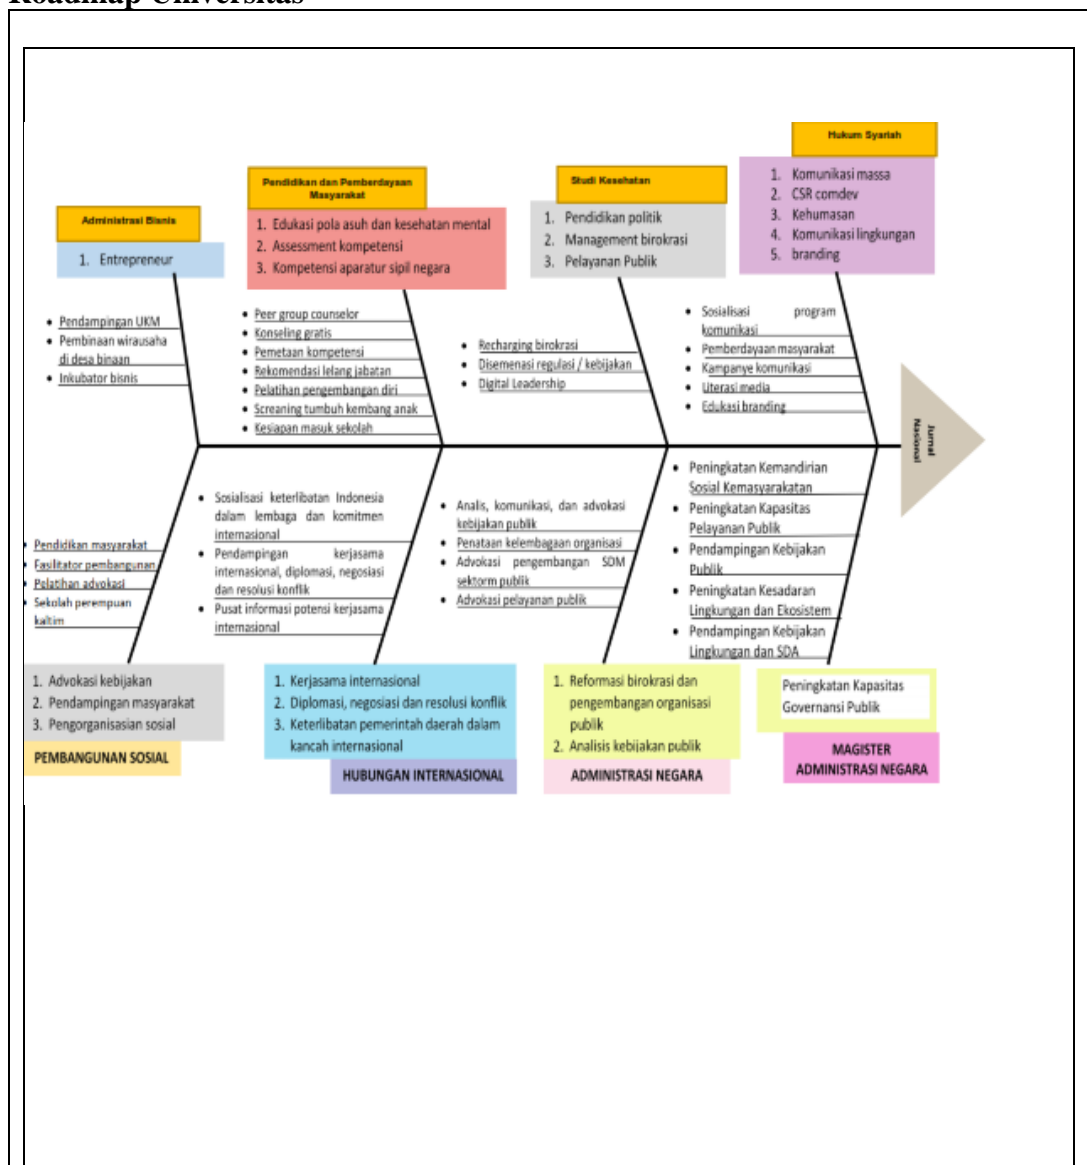 Roadmap Universitas
Hukum Syariah
1. Komunikasi massa
2. CSR comdev
3. Kehumasan
4. Komunikasi lingkungan
5. branding
Pendidikan dan Pemberdayaan
Masyarakat
1. Edukasi pola asuh dan kesehatan mental
2. Assessment kompetensi
3. Kompetensi aparatur sipil negara
Studi Kesehatan
1. Pendidikan politik
2. Management birokrasi
3. Pelayanan Publik
Administrasi Bisnis
1. Entrepreneur
• Pendampingan UKM
• Pembinaan wirausaha
di desa binaan
• Inkubator bisnis
• Peer group counselor
• Konseling gratis
• Pemetaan kompetensi
• Rekomendasi lelang jabatan
• Pelatihan pengembangan diri
• Screaning tumbuh kembang anak
• Kesiapan masuk sekolah
• Recharging birokrasi
• Disemenasi regulasi / kebijakan
• Digital Leadership
• Sosialisasi program
komunikasi
• Pemberdayaan masyarakat
• Kampanye komunikasi
• Literasi media
• Edukasi branding
Jurnal
Nasional
• Pendidikan masyarakat
• Fasilitator pembangunan
• Pelatihan advokasi
• Sekolah perempuan
kaltim
• Sosialisasi keterlibatan Indonesia
dalam lembaga dan komitmen
internasional
• Pendampingan kerjasama
internasional, diplomasi, negosiasi
dan resolusi konflik
• Pusat informasi potensi kerjasama
internasional
• Analis, komunikasi, dan advokasi
kebijakan publik
• Penataan kelembagaan organisasi
• Advokasi pengembangan SDM
sektorm publik
• Advokasi pelayanan publik
• Peningkatan Kemandirian
Sosial Kemasyarakatan
• Peningkatan Kapasitas
Pelayanan Publik
• Pendampingan Kebijakan
Publik
• Peningkatan Kesadaran
Lingkungan dan Ekosistem
• Pendampingan Kebijakan
Lingkungan dan SDA
1. Advokasi kebijakan
2. Pendampingan masyarakat
3. Pengorganisasian sosial
PEMBANGUNAN SOSIAL
1. Kerjasama internasional
2. Diplomasi, negosiasi dan resolusi konflik
3. Keterlibatan pemerintah daerah dalam
kancah internasional
HUBUNGAN INTERNASIONAL
1. Reformasi birokrasi dan
pengembangan organisasi
publik
2. Analisis kebijakan publik
ADMINISTRASI NEGARA
Peningkatan Kapasitas
Governansi Publik
MAGISTER
ADMINISTRASI NEGARA